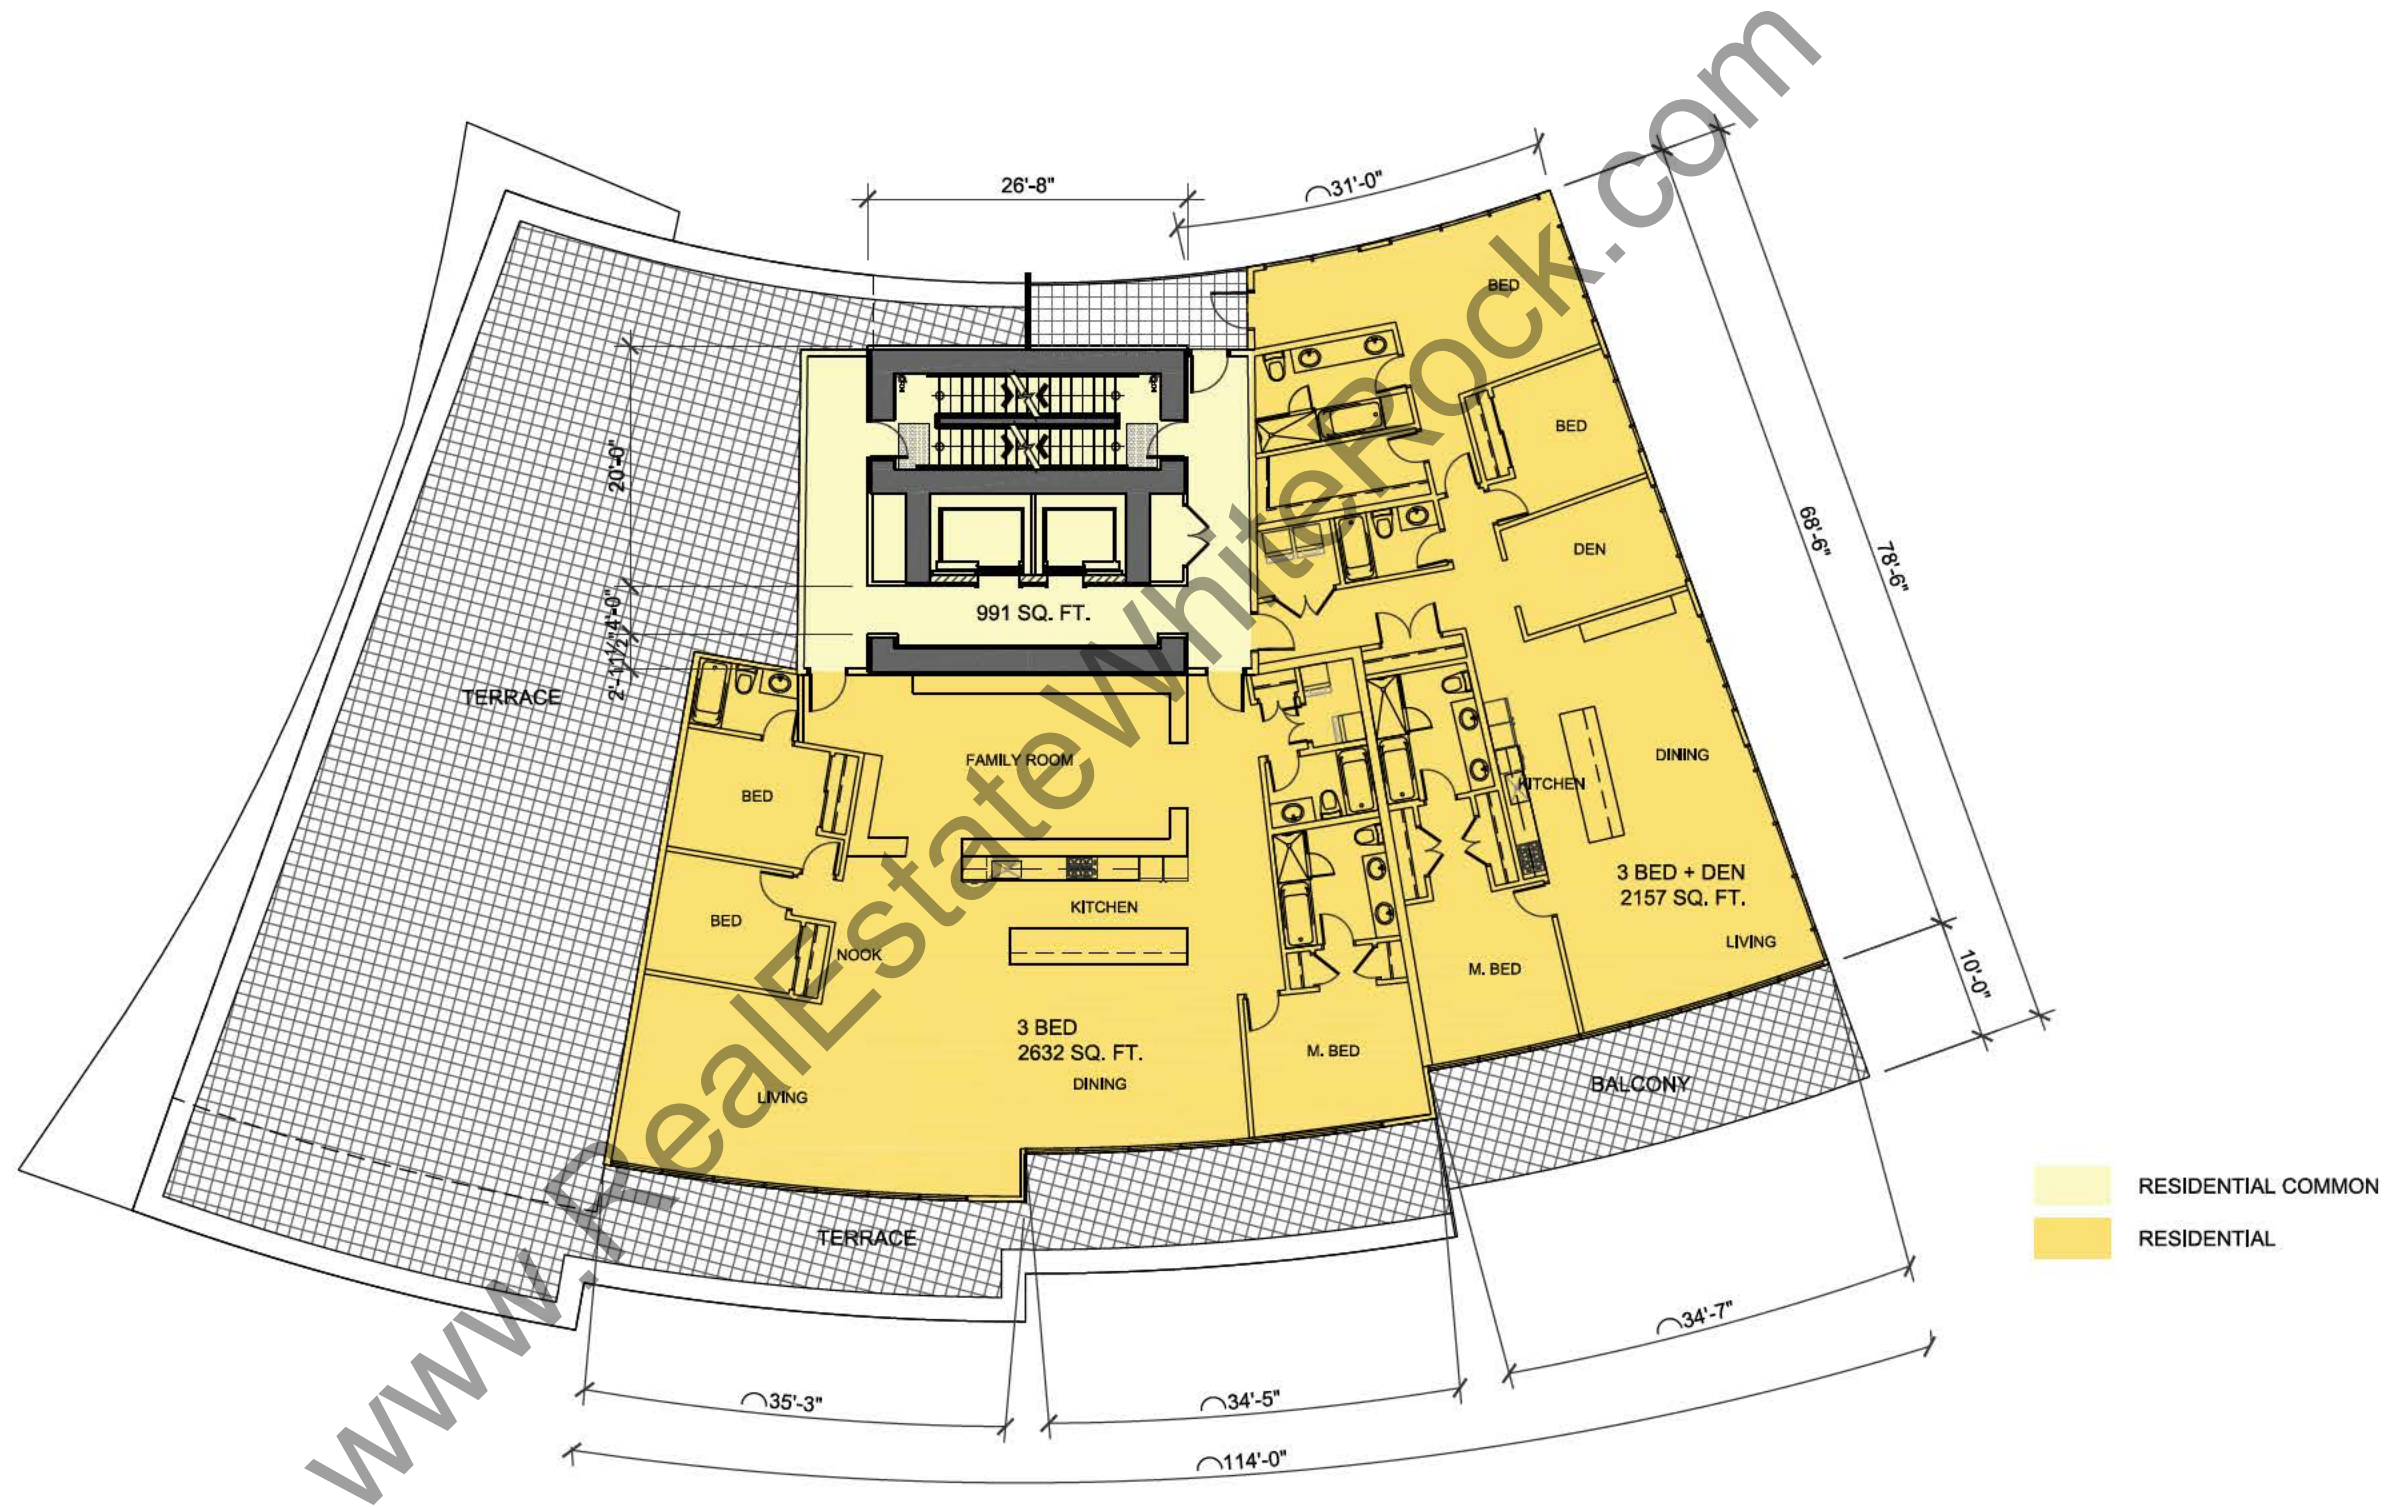 26'-8"
31'-0"
BED
BED
DEN
20'-0"
4'-0"
2'-11½"
991 SQ. FT.
68'-6"
78'-6"
TERRACE
FAMILY ROOM
BED
DINING
KITCHEN
3 BED + DEN
2157 SQ. FT.
BED
KITCHEN
NOOK
LIVING
M. BED
10'-0"
3 BED
2632 SQ. FT.
M. BED
DINING
LIVING
BALCONY
TERRACE
RESIDENTIAL COMMON
RESIDENTIAL
34'-7"
35'-3"
34'-5"
114'-0"
www.RealEstateWhiteRock.com